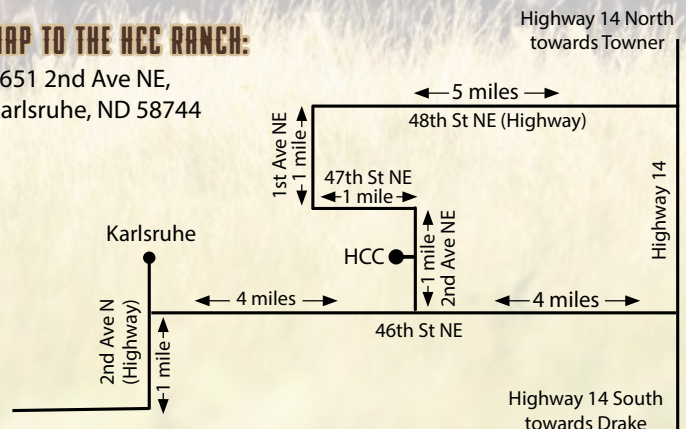 MAP TO THE HCC RANCH:
651 2nd Ave NE,
arlsruhe, ND 58744
Highway 14 North
towards Towner
5 miles
48th St NE (Highway)
1st Ave NE
1 mile
47th St NE
1 mile
Highway 14
Karlsruhe
HCC
1 mile
2nd Ave NE
4 miles
4 miles
46th St NE
2nd Ave N
(Highway)
1 mile
Highway 14 South
towards Drake